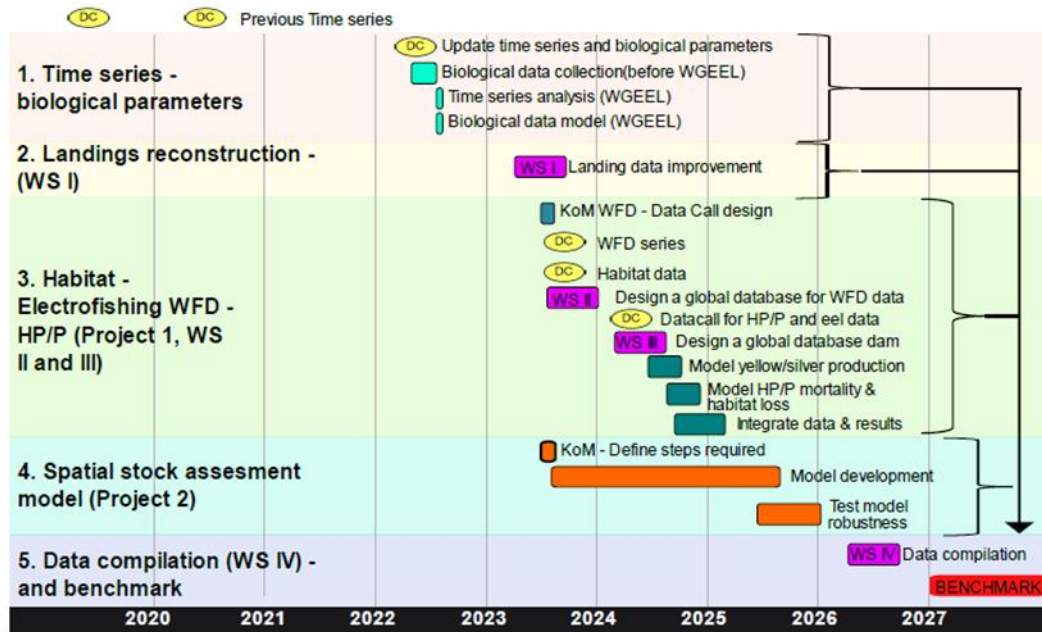 DC DC Previous Time series
1. Time series -
biological parameters
DC Update time series and biological parameters
Biological data collection(before WGEEL)
Time series analysis (WGEEL)
Biological data model (WGEEL)
2. Landings reconstruction -
(WS I)
WS I Landing data improvement
3. Habitat -
Electrofishing WFD -
HP/P (Project 1, WS
II and III)
KoM WFD - Data Call design
DC WFD series
DC Habitat data
WS II Design a global database for WFD data
DC Datacall for HP/P and eel data
WS III Design a global database dam
Model yellow/silver production
Model HP/P mortality &
habitat loss
Integrate data & results
4. Spatial stock assesment
model (Project 2)
KoM - Define steps required
Model development
Test model
robustness
5. Data compilation (WS IV) -
and benchmark
WS IV Data compilation
BENCHMARK
2020 2021 2022 2023 2024 2025 2026 2027